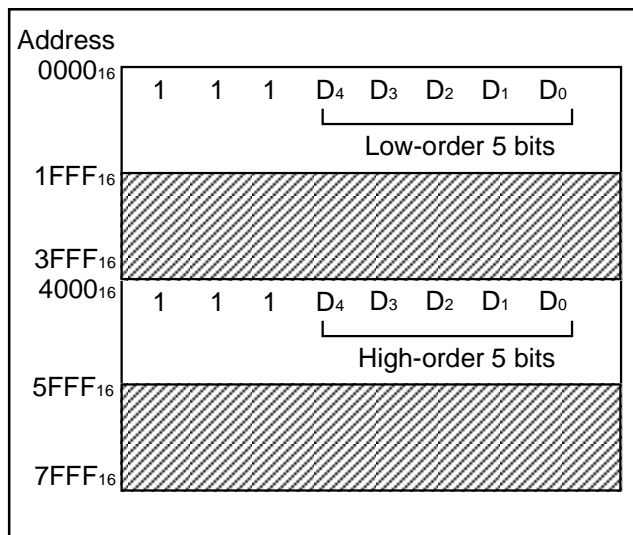 Address
0000₁₆
1 1 1 D₄ D₃ D₂ D₁ D₀
Low-order 5 bits
1FFF₁₆
3FFF₁₆
4000₁₆
1 1 1 D₄ D₃ D₂ D₁ D₀
High-order 5 bits
5FFF₁₆
7FFF₁₆